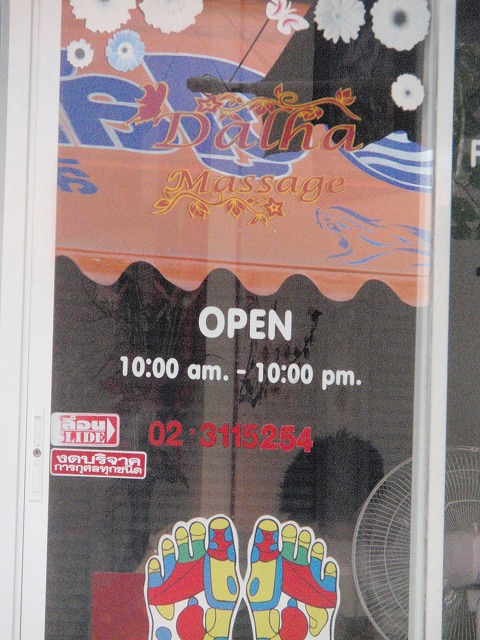 Dalha
Massage
OPEN
10:00 am. - 10:00 pm.
เลื่อน
SLIDE
02-3115254
งดบริจาค
การกุศลทุกชนิด